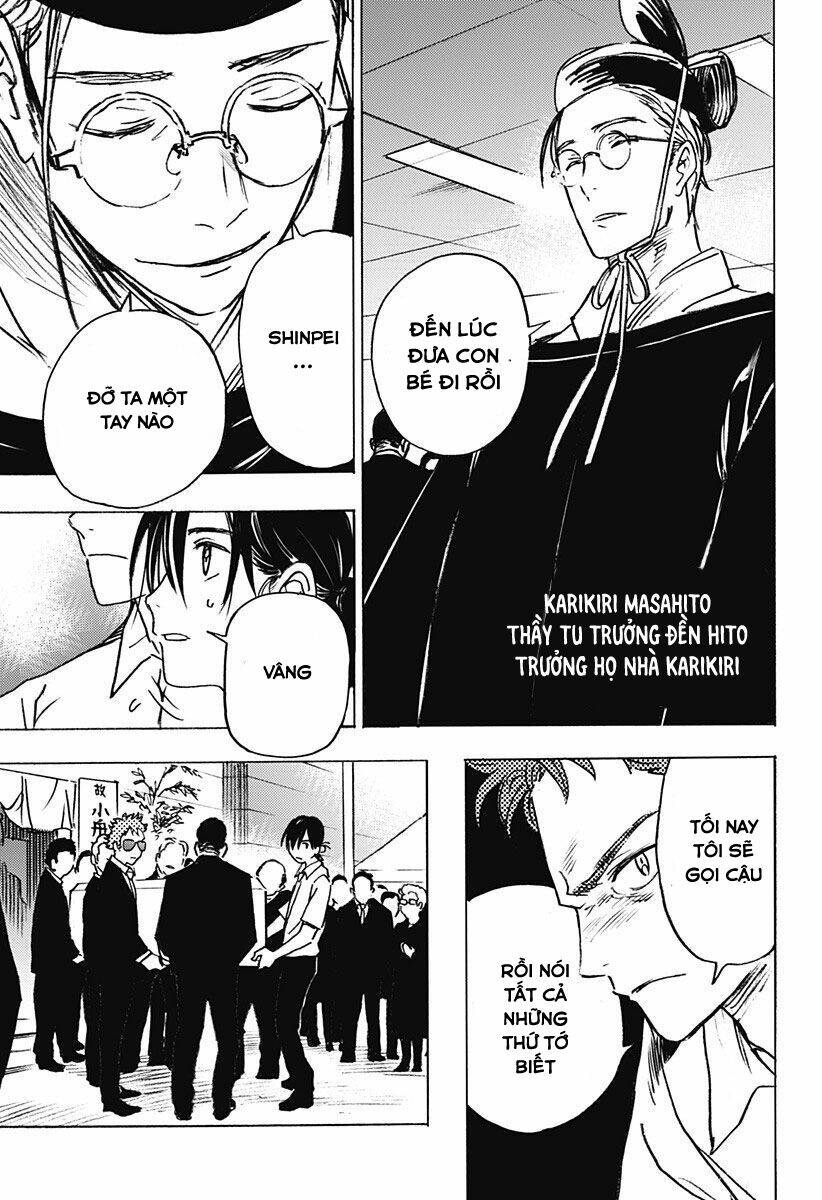 ĐẾN LÚC
ĐƯA CON
BÉ ĐI RỒI
KARIKIRI MASAHITO
THẦY TU TRƯỞNG ĐỀN HITO
TRƯỞNG HỌ NHÀ KARIKIRI
SHINPEI
...
ĐỠ TA MỘT
TAY NÀO
VÂNG
TỐI NAY
TÔI SẼ
GỌI CẬU
RỒI NÓI
TẤT CẢ
NHỮNG
THỨ TỚ
BIẾT
故
小舟